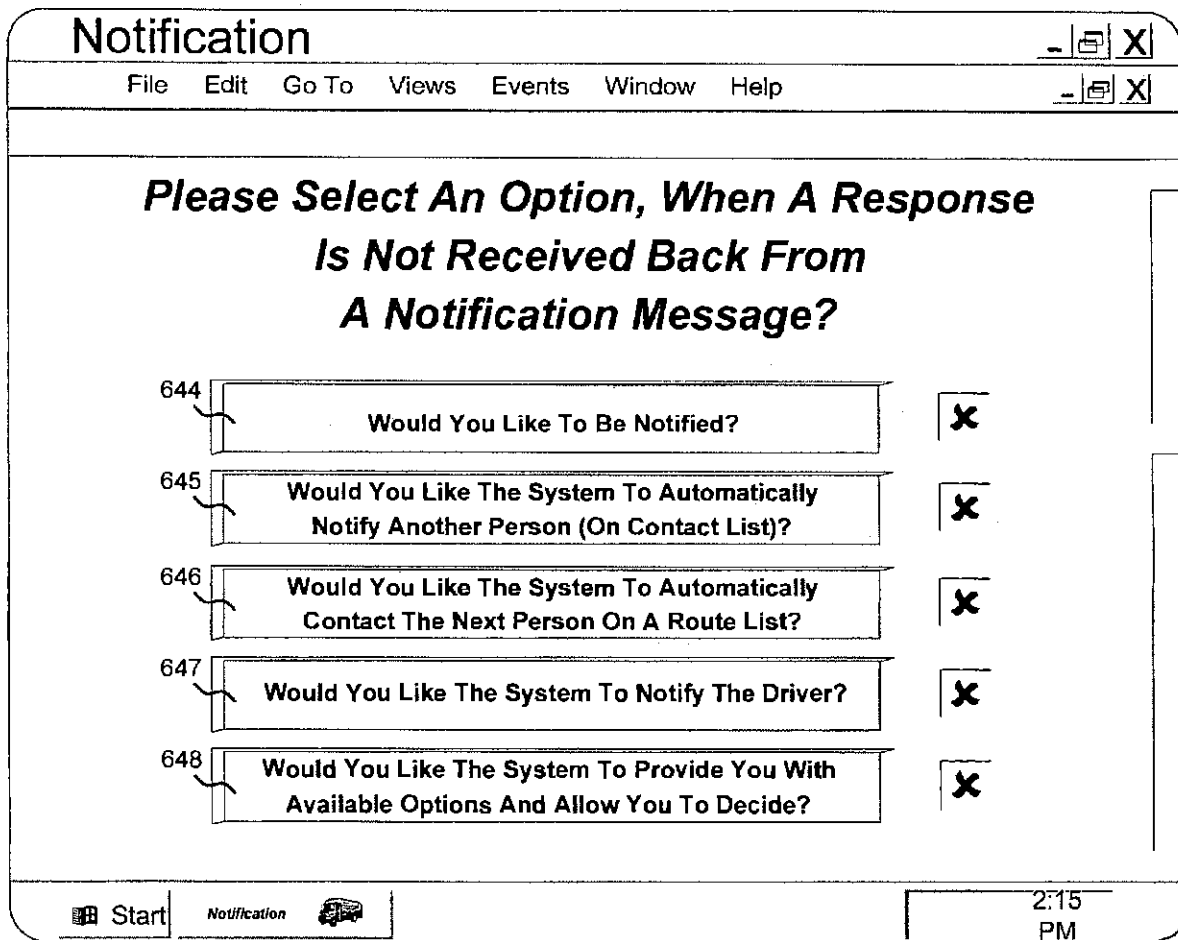 Notification
- X
File Edit Go To Views Events Window Help
- X
Please Select An Option, When A Response
Is Not Received Back From
A Notification Message?
644
Would You Like To Be Notified?
645
Would You Like The System To Automatically
Notify Another Person (On Contact List)?
646
Would You Like The System To Automatically
Contact The Next Person On A Route List?
647
Would You Like The System To Notify The Driver?
648
Would You Like The System To Provide You With
Available Options And Allow You To Decide?
Start Notification
2:15
PM